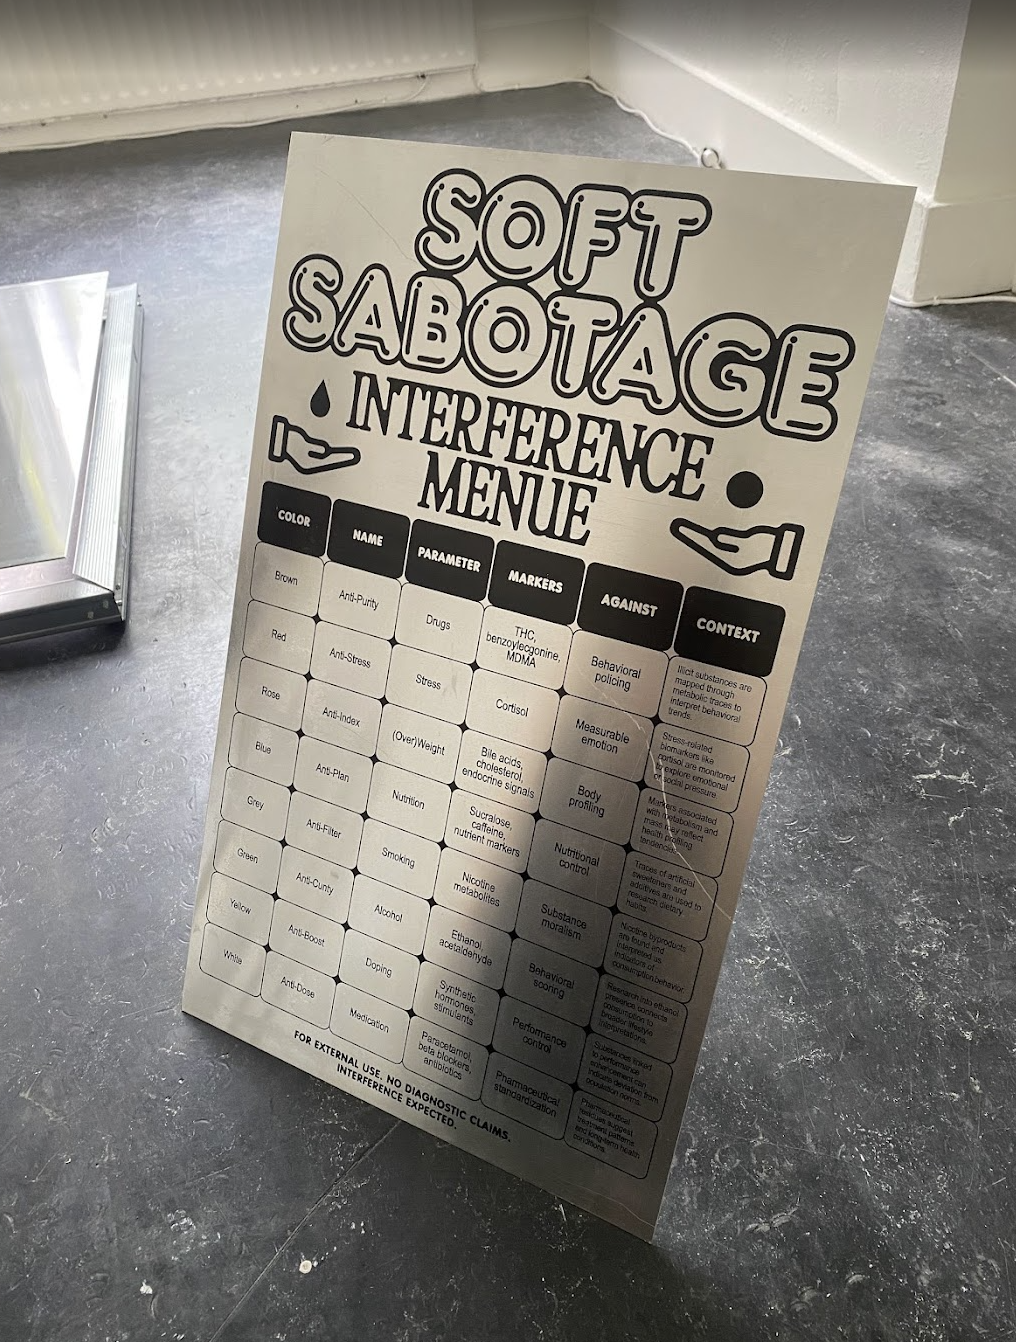 SOFT
SABOTAGE
INTERFERENCE
MENUE
COLOR NAME PARAMETER MARKERS AGAINST CONTEXT
Brown
Anti-Purity
Drugs
THC,
benzoylecgonine,
MDMA
Behavioral
policing
Illicit substances are
mapped through
metabolic traces to
interpret behavioral
trends.
Red
Anti-Stress
Stress
Cortisol
Measurable
emotion
Stress-related
biomarkers like
cortisol are monitored
to explore emotional
or social pressure.
Rose
Anti-Index
(Over)Weight
Bile acids,
cholesterol,
endocrine signals
Body
profiling
Markers associated
with metabolism and
mass may reflect
health profiling
tendencies.
Blue
Anti-Plan
Nutrition
Sucralose,
caffeine,
nutrient markers
Nutritional
control
Traces of artificial
sweeteners and
additives are used to
research dietary
habits.
Grey
Anti-Filter
Smoking
Nicotine
metabolites
Substance
moralism
Nicotine byproducts
are found and
interpreted as
indicators of
consumption behavior.
Green
Anti-Cunty
Alcohol
Ethanol,
acetaldehyde
Behavioral
scoring
Research into ethanol
presence connects
consumption to
broader lifestyle
interpretations.
Yellow
Anti-Boost
Doping
Synthetic
hormones,
stimulants
Performance
control
Substances linked
to performance
enhancement can
indicate deviation from
population norms.
White
Anti-Dose
Medication
Paracetamol,
beta blockers,
antibiotics
Pharmaceutical
standardization
Pharmaceutical
residues suggest
treatment patterns
and long-term health
conditions.
FOR EXTERNAL USE. NO DIAGNOSTIC CLAIMS.
INTERFERENCE EXPECTED.